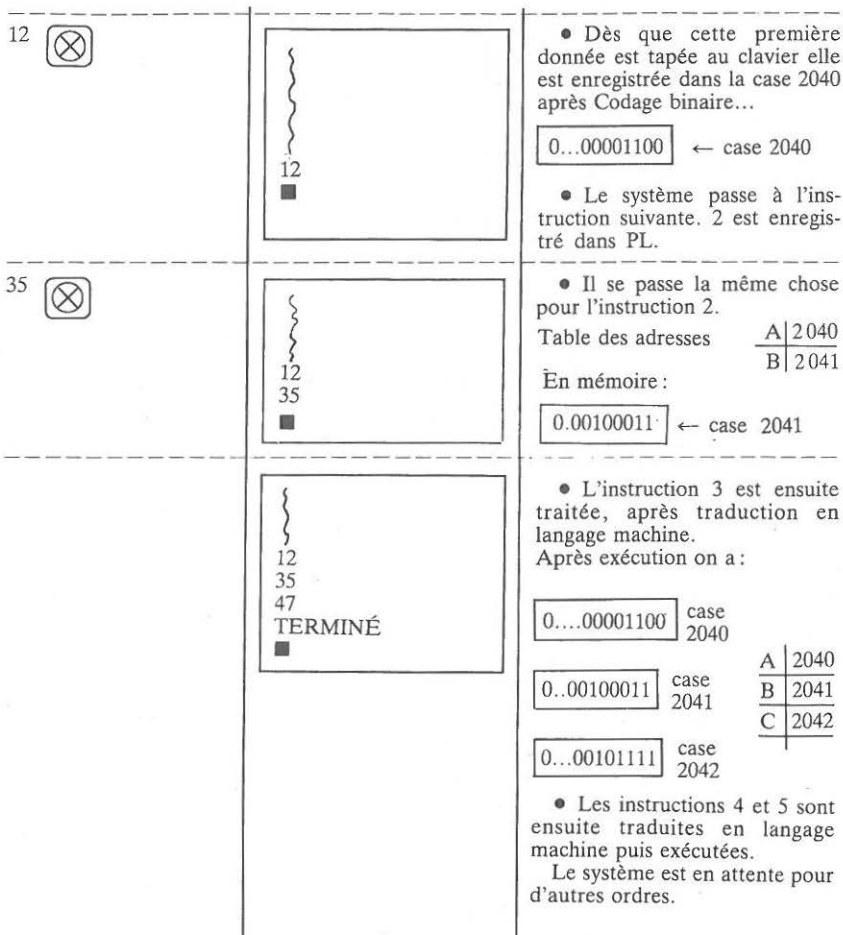 12
12
• Dès que cette première
donnée est tapée au clavier elle
est enregistrée dans la case 2040
après Codage binaire...
0...00001100 ← case 2040
• Le système passe à l'ins-
truction suivante. 2 est enregis-
tré dans PL.
35
12
35
• Il se passe la même chose
pour l'instruction 2.
Table des adresses
A 2040
B 2041
En mémoire :
0.00100011 ← case 2041
12
35
47
TERMINÉ
• L'instruction 3 est ensuite
traitée, après traduction en
langage machine.
Après exécution on a :
0....00001100 case
2040
0..00100011 case
2041
0...00101111 case
2042
A 2040
B 2041
C 2042
• Les instructions 4 et 5 sont
ensuite traduites en langage
machine puis exécutées.
Le système est en attente pour
d'autres ordres.